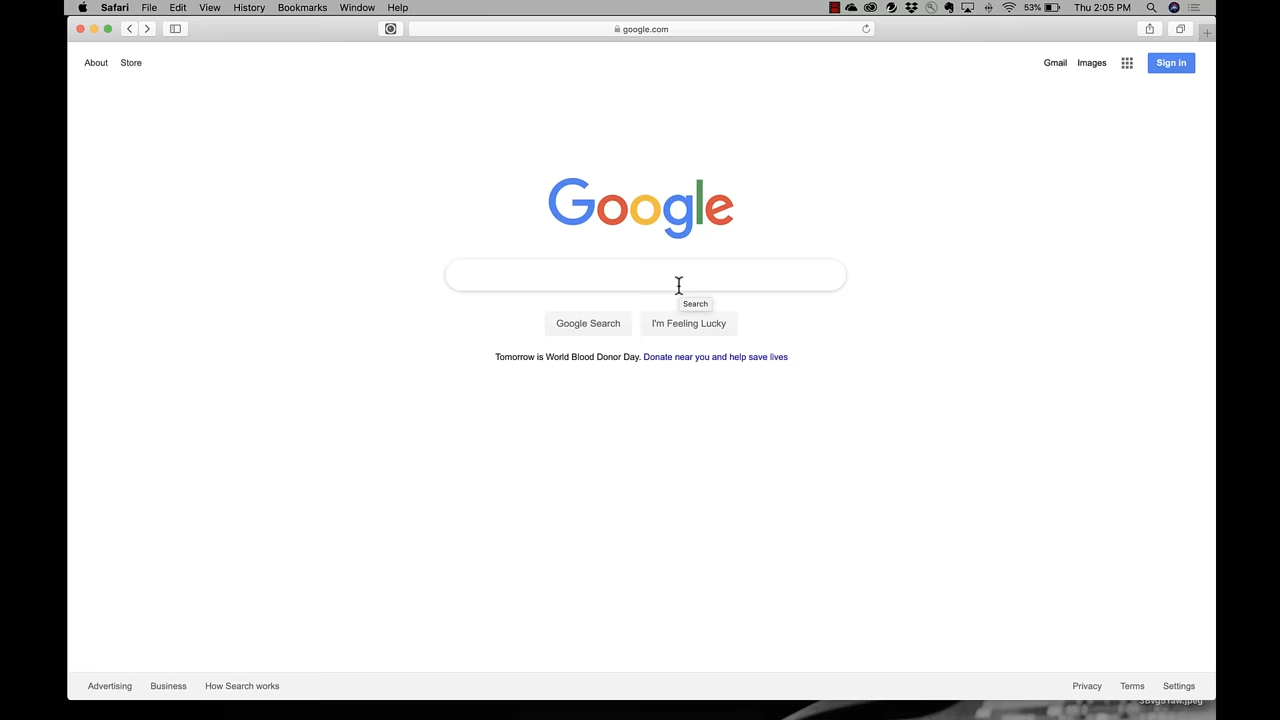 Safari File Edit View History Bookmarks Window Help 53% Thu 2:05 PM
google.com
About Store Gmail Images Sign in
Google
Search
Google Search I'm Feeling Lucky
Tomorrow is World Blood Donor Day. Donate near you and help save lives
Advertising Business How Search works Privacy Terms Settings